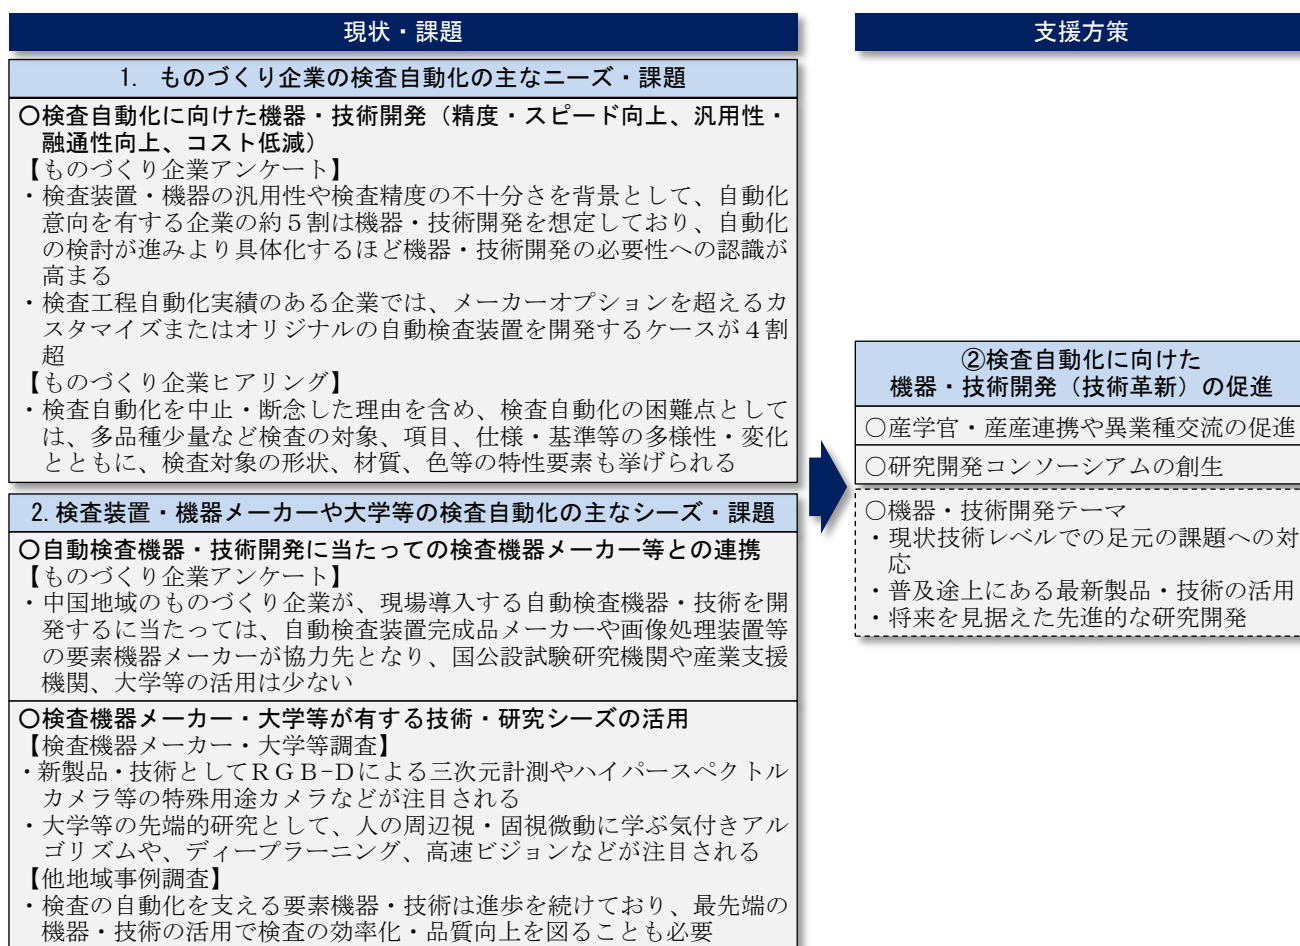 現状・課題
1. ものづくり企業の検査自動化の主なニーズ・課題
〇検査自動化に向けた機器・技術開発（精度・スピード向上、汎用性・
融通性向上、コスト低減）
【ものづくり企業アンケート】
・検査装置・機器の汎用性や検査精度の不十分さを背景として、自動化
意向を有する企業の約５割は機器・技術開発を想定しており、自動化
の検討が進みより具体化するほど機器・技術開発の必要性への認識が
高まる
・検査工程自動化実績のある企業では、メーカーオプションを超えるカ
スタマイズまたはオリジナルの自動検査装置を開発するケースが４割
超
【ものづくり企業ヒアリング】
・検査自動化を中止・断念した理由を含め、検査自動化の困難点として
は、多品種少量など検査の対象、項目、仕様・基準等の多様性・変化
とともに、検査対象の形状、材質、色等の特性要素も挙げられる
2. 検査装置・機器メーカーや大学等の検査自動化の主なシーズ・課題
〇自動検査機器・技術開発に当たっての検査機器メーカー等との連携
【ものづくり企業アンケート】
・中国地域のものづくり企業が、現場導入する自動検査機器・技術を開
発するに当たっては、自動検査装置完成品メーカーや画像処理装置等
の要素機器メーカーが協力先となり、国公設試験研究機関や産業支援
機関、大学等の活用は少ない
〇検査機器メーカー・大学等が有する技術・研究シーズの活用
【検査機器メーカー・大学等調査】
・新製品・技術としてＲＧＢ−Ｄによる三次元計測やハイパースペクトル
カメラ等の特殊用途カメラなどが注目される
・大学等の先端的研究として、人の周辺視・固視微動に学ぶ気付きアル
ゴリズムや、ディープラーニング、高速ビジョンなどが注目される
【他地域事例調査】
・検査の自動化を支える要素機器・技術は進歩を続けており、最先端の
機器・技術の活用で検査の効率化・品質向上を図ることも必要
支援方策
②検査自動化に向けた
機器・技術開発（技術革新）の促進
〇産学官・産産連携や異業種交流の促進
〇研究開発コンソーシアムの創生
〇機器・技術開発テーマ
・現状技術レベルでの足元の課題への対
応
・普及途上にある最新製品・技術の活用
・将来を見据えた先進的な研究開発